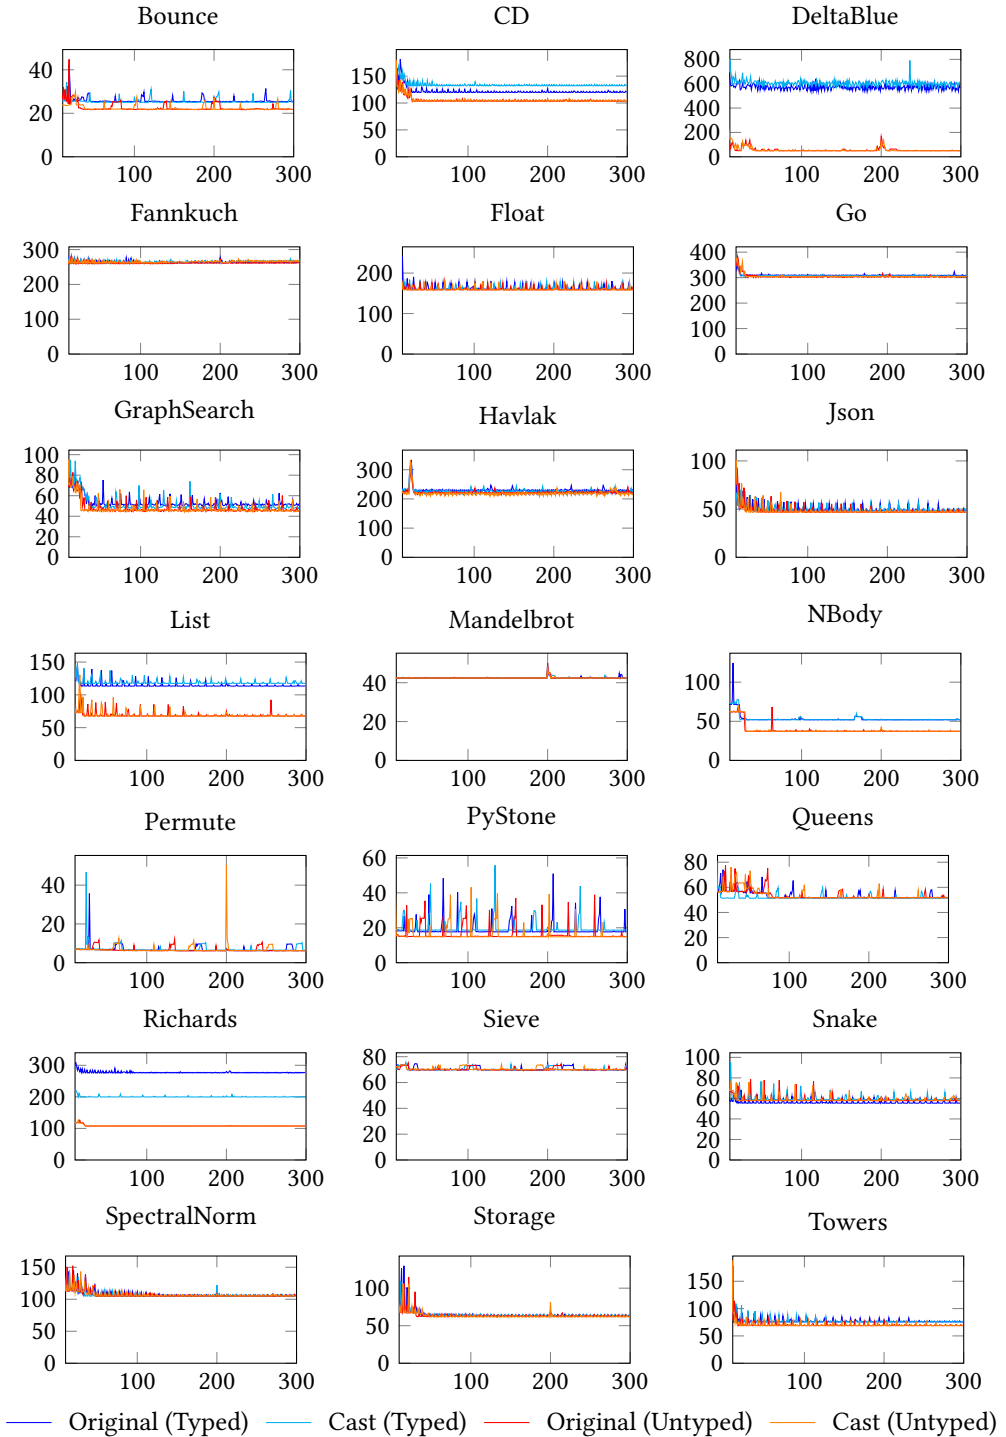 Bounce CD DeltaBlue
40 20 0 100 200 300
150 100 50 0 100 200 300
800 600 400 200 0 100 200 300
Fannkuch Float Go
300 200 100 0 100 200 300
200 100 0 100 200 300
400 300 200 100 0 100 200 300
GraphSearch Havlak Json
100 80 60 40 20 0 100 200 300
300 200 100 0 100 200 300
100 50 0 100 200 300
List Mandelbrot NBody
150 100 50 0 100 200 300
40 20 0 100 200 300
100 50 0 100 200 300
Permute PyStone Queens
40 20 0 100 200 300
60 40 20 0 100 200 300
80 60 40 20 0 100 200 300
Richards Sieve Snake
300 200 100 0 100 200 300
80 60 40 20 0 100 200 300
100 80 60 40 20 0 100 200 300
SpectralNorm Storage Towers
150 100 50 0 100 200 300
100 50 0 100 200 300
150 100 50 0 100 200 300
Original (Typed) Cast (Typed) Original (Untyped) Cast (Untyped)